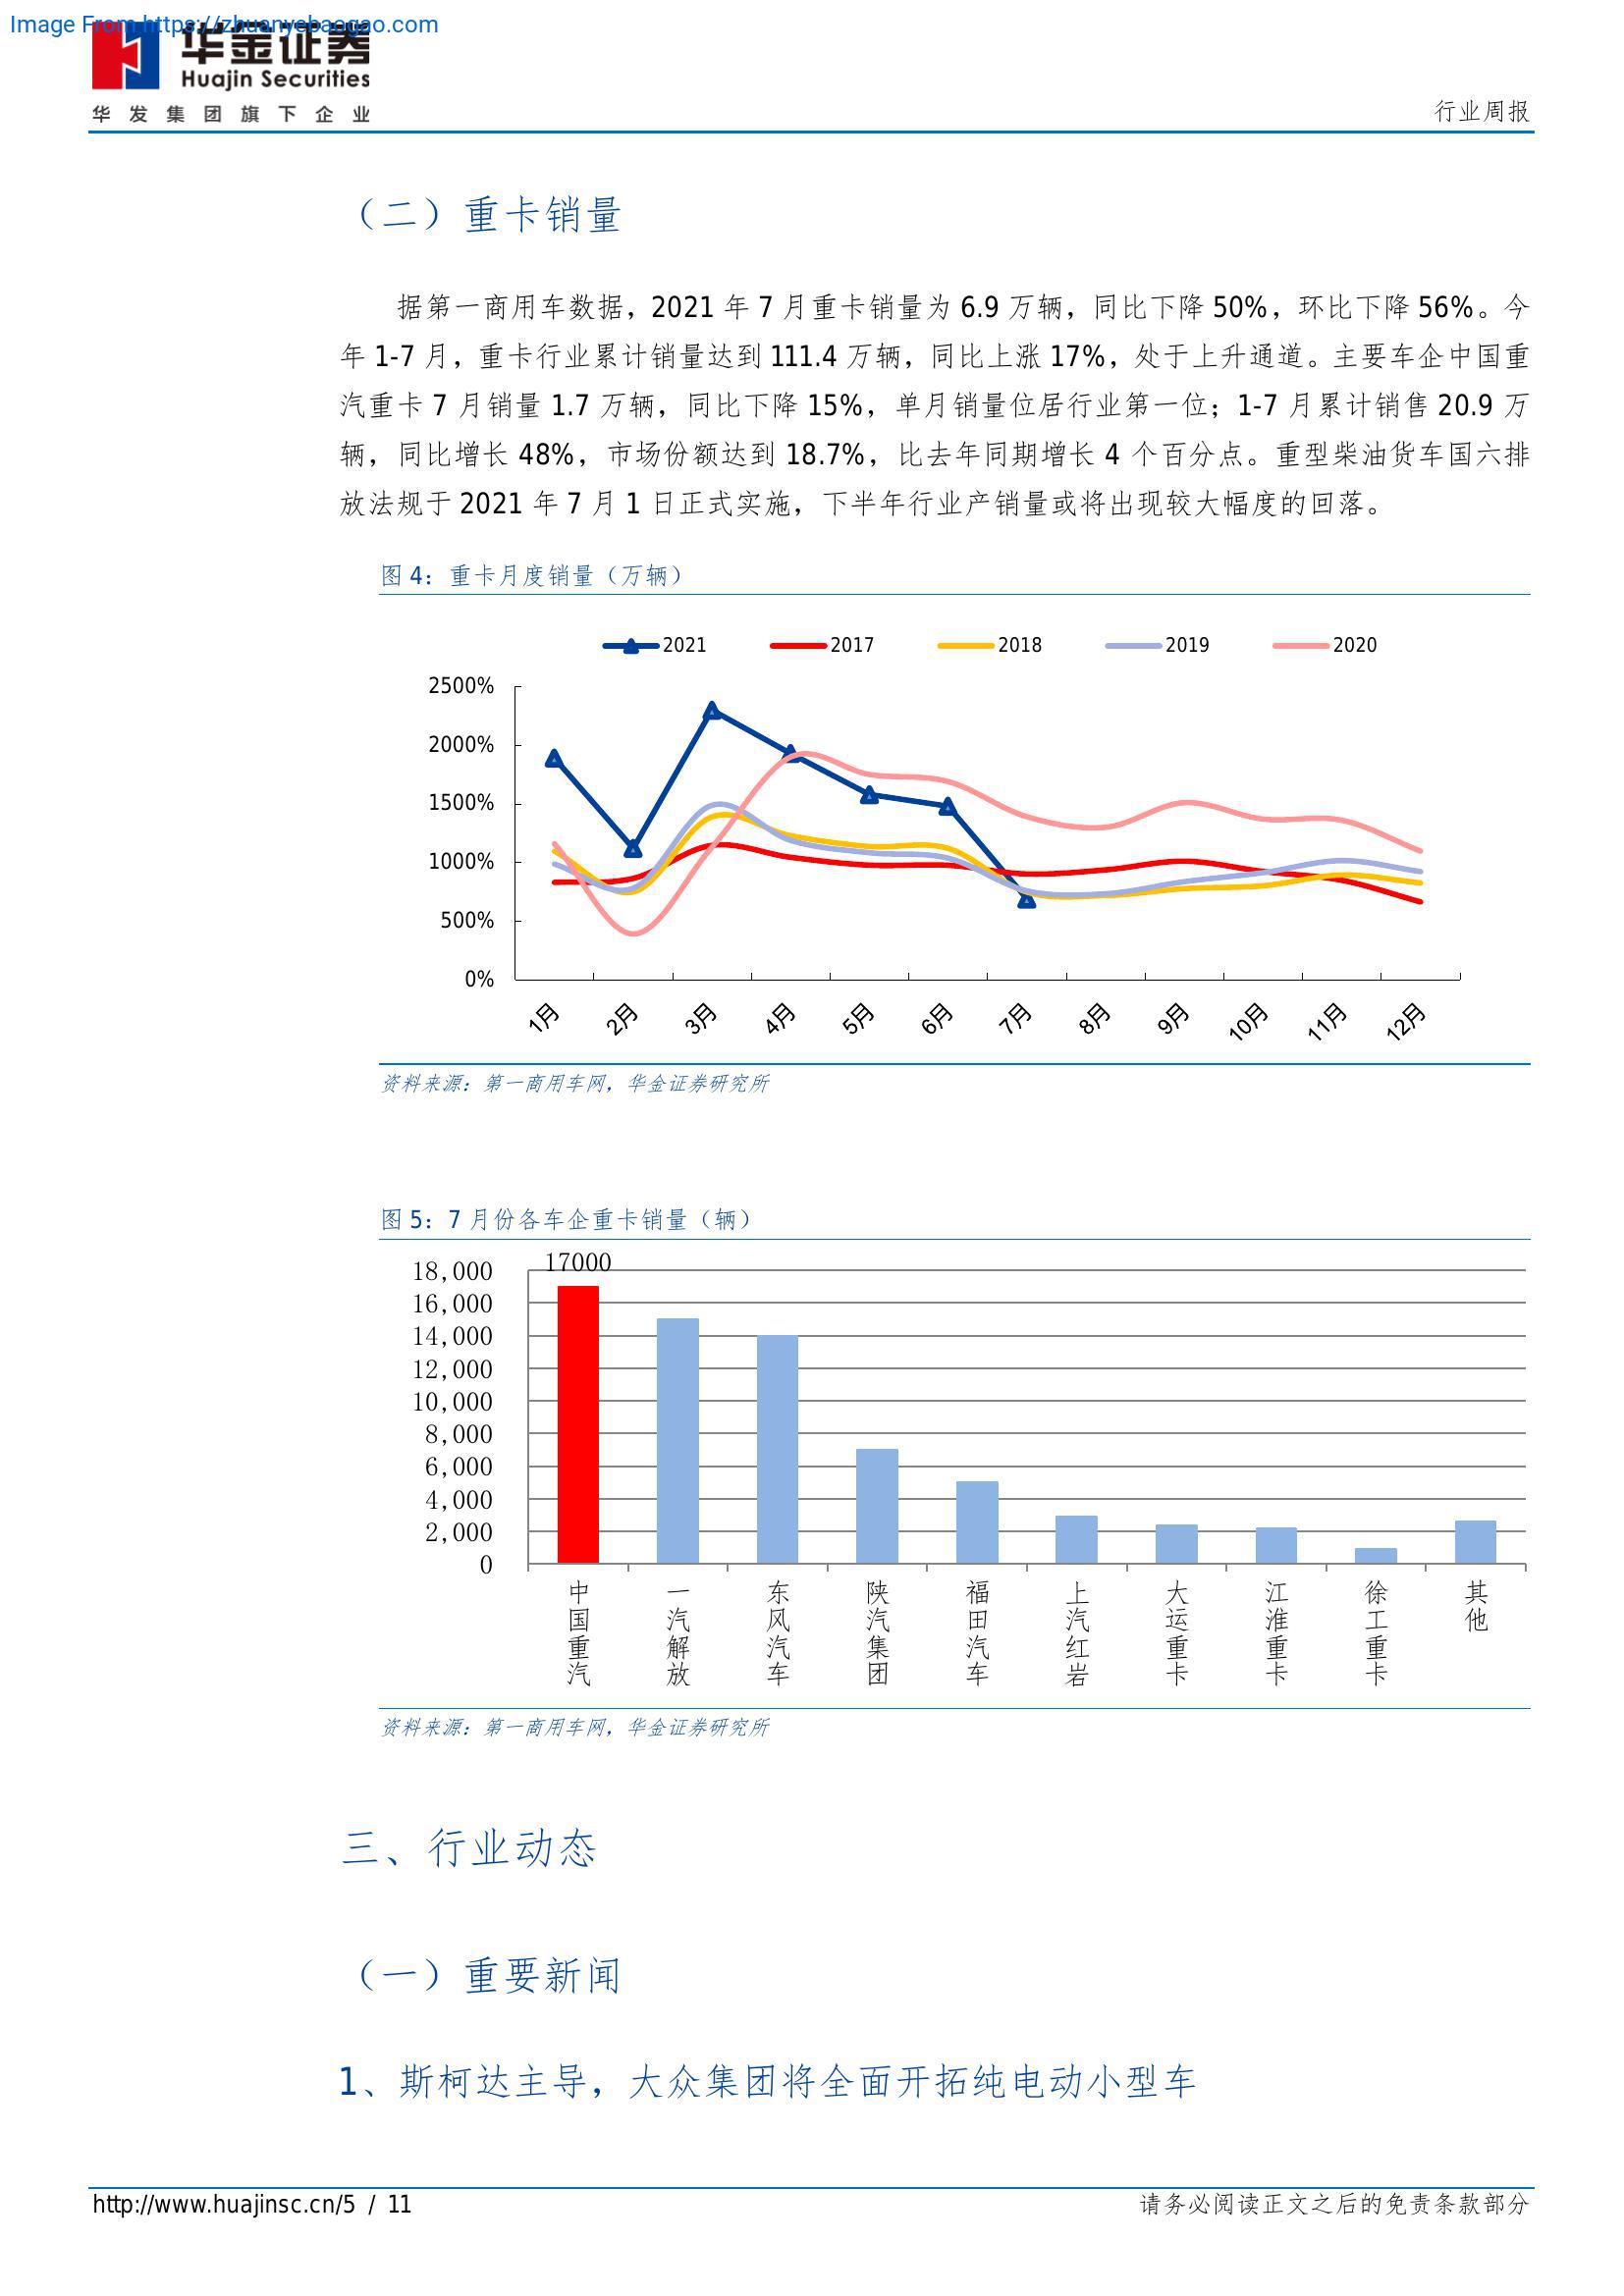 Image From https://zhuanyebaogao.com
华金证券
Huajin Securities
华发集团旗下企业
行业周报
（二）重卡销量
据第一商用车数据，2021 年 7 月重卡销量为 6.9 万辆，同比下降 50%，环比下降 56%。今
年 1-7 月，重卡行业累计销量达到 111.4 万辆，同比上涨 17%，处于上升通道。主要车企中国重
汽重卡 7 月销量 1.7 万辆，同比下降 15%，单月销量位居行业第一位；1-7 月累计销售 20.9 万
辆，同比增长 48%，市场份额达到 18.7%，比去年同期增长 4 个百分点。重型柴油货车国六排
放法规于 2021 年 7 月 1 日正式实施，下半年行业产销量或将出现较大幅度的回落。
图 4：重卡月度销量（万辆）
2021 2017 2018 2019 2020
2500%
2000%
1500%
1000%
500%
0%
1月 2月 3月 4月 5月 6月 7月 8月 9月 10月 11月 12月
资料来源：第一商用车网，华金证券研究所
图 5：7 月份各车企重卡销量（辆）
17000
18,000
16,000
14,000
12,000
10,000
8,000
6,000
4,000
2,000
0
中国重汽 一汽解放 东风汽车 陕汽集团 福田汽车 上汽红岩 大运重卡 江淮重卡 徐工重卡 其他
资料来源：第一商用车网，华金证券研究所
三、行业动态
（一）重要新闻
1、斯柯达主导，大众集团将全面开拓纯电动小型车
http://www.huajinsc.cn/5 / 11
请务必阅读正文之后的免责条款部分